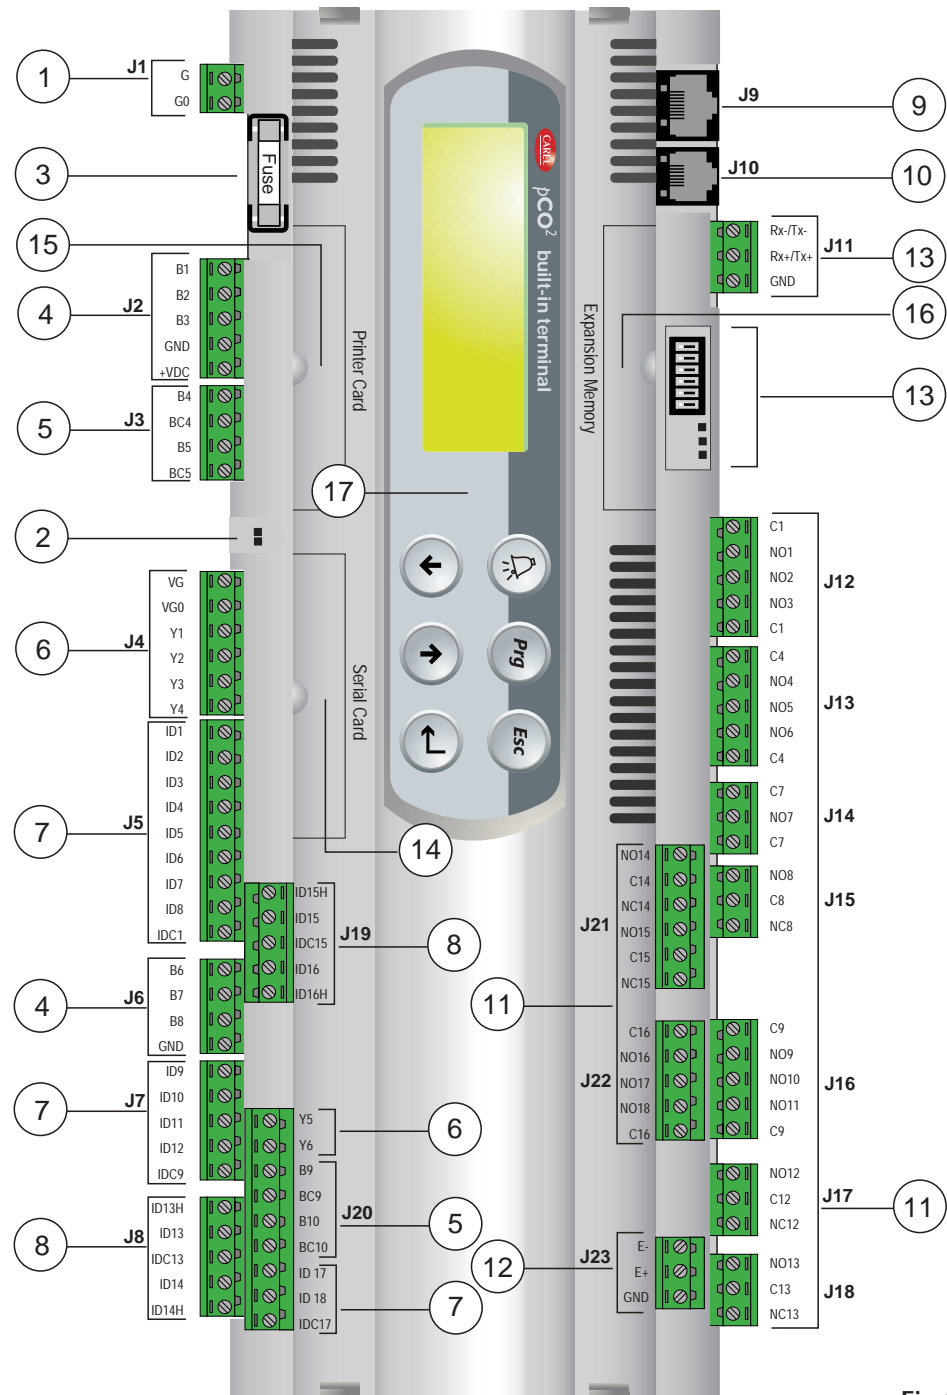 1
J1
G
G0
3
Fuse
15
4
J2
B1
B2
B3
GND
+VDC
5
J3
B4
BC4
B5
BC5
2
6
J4
VG
VG0
Y1
Y2
Y3
Y4
7
J5
ID1
ID2
ID3
ID4
ID5
ID6
ID7
ID8
IDC1
4
J6
B6
B7
B8
GND
7
J7
ID9
ID10
ID11
ID12
IDC9
8
J8
ID13H
ID13
IDC13
ID14
ID14H
ID15H
ID15
IDC15
ID16
ID16H
J19
8
Y5
Y6
6
B9
BC9
B10
BC10
J20
5
ID 17
ID 18
IDC17
7
Printer Card
Serial Card
14
17
CAREL
pCO2 built-in terminal
Prg
Esc
Expansion Memory
J9
9
J10
10
Rx-/Tx-
Rx+/Tx+
GND
J11
13
16
13
C1
NO1
NO2
NO3
C1
J12
C4
NO4
NO5
NO6
C4
J13
C7
NO7
C7
J14
NO8
C8
NC8
J15
NO14
C14
NC14
NO15
C15
NC15
J21
11
C16
NO16
NO17
NO18
C16
J22
C9
NO9
NO10
NO11
C9
J16
NO12
C12
NC12
J17
11
12
J23
E-
E+
GND
NO13
C13
NC13
J18